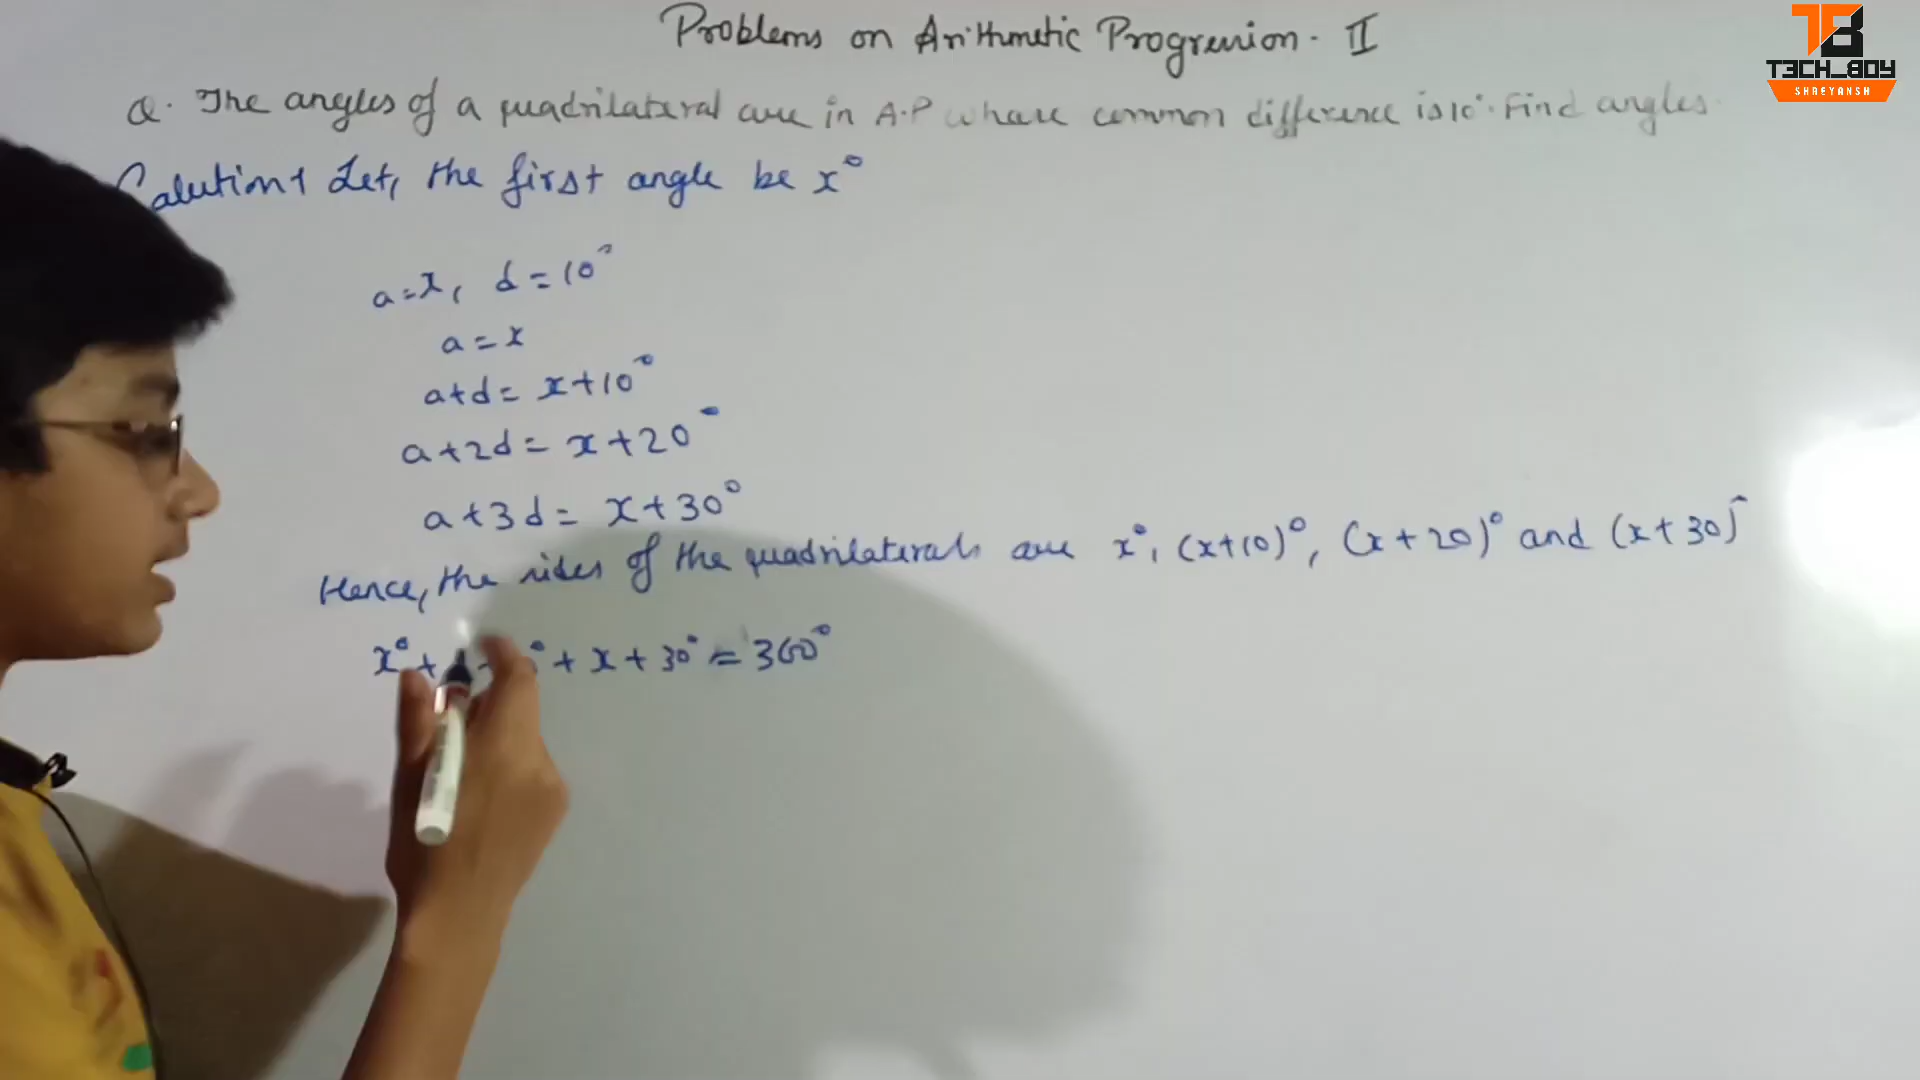 Problems on Arithmetic Progression - II
T3CH_BOY
SHREYANSH
Q. The angles of a quadrilateral are in A.P whare common difference is 10°. Find angles.
Let, the first angle be x°
a=x, d=10°
a=x
a+d= x+10°
a+2d= x+20°
a+3d= x+30°
Hence, the sides of the quadrilaterals are x°, (x+10)°, (x+20)° and (x+30)°
x° + + x + 30° = 360°